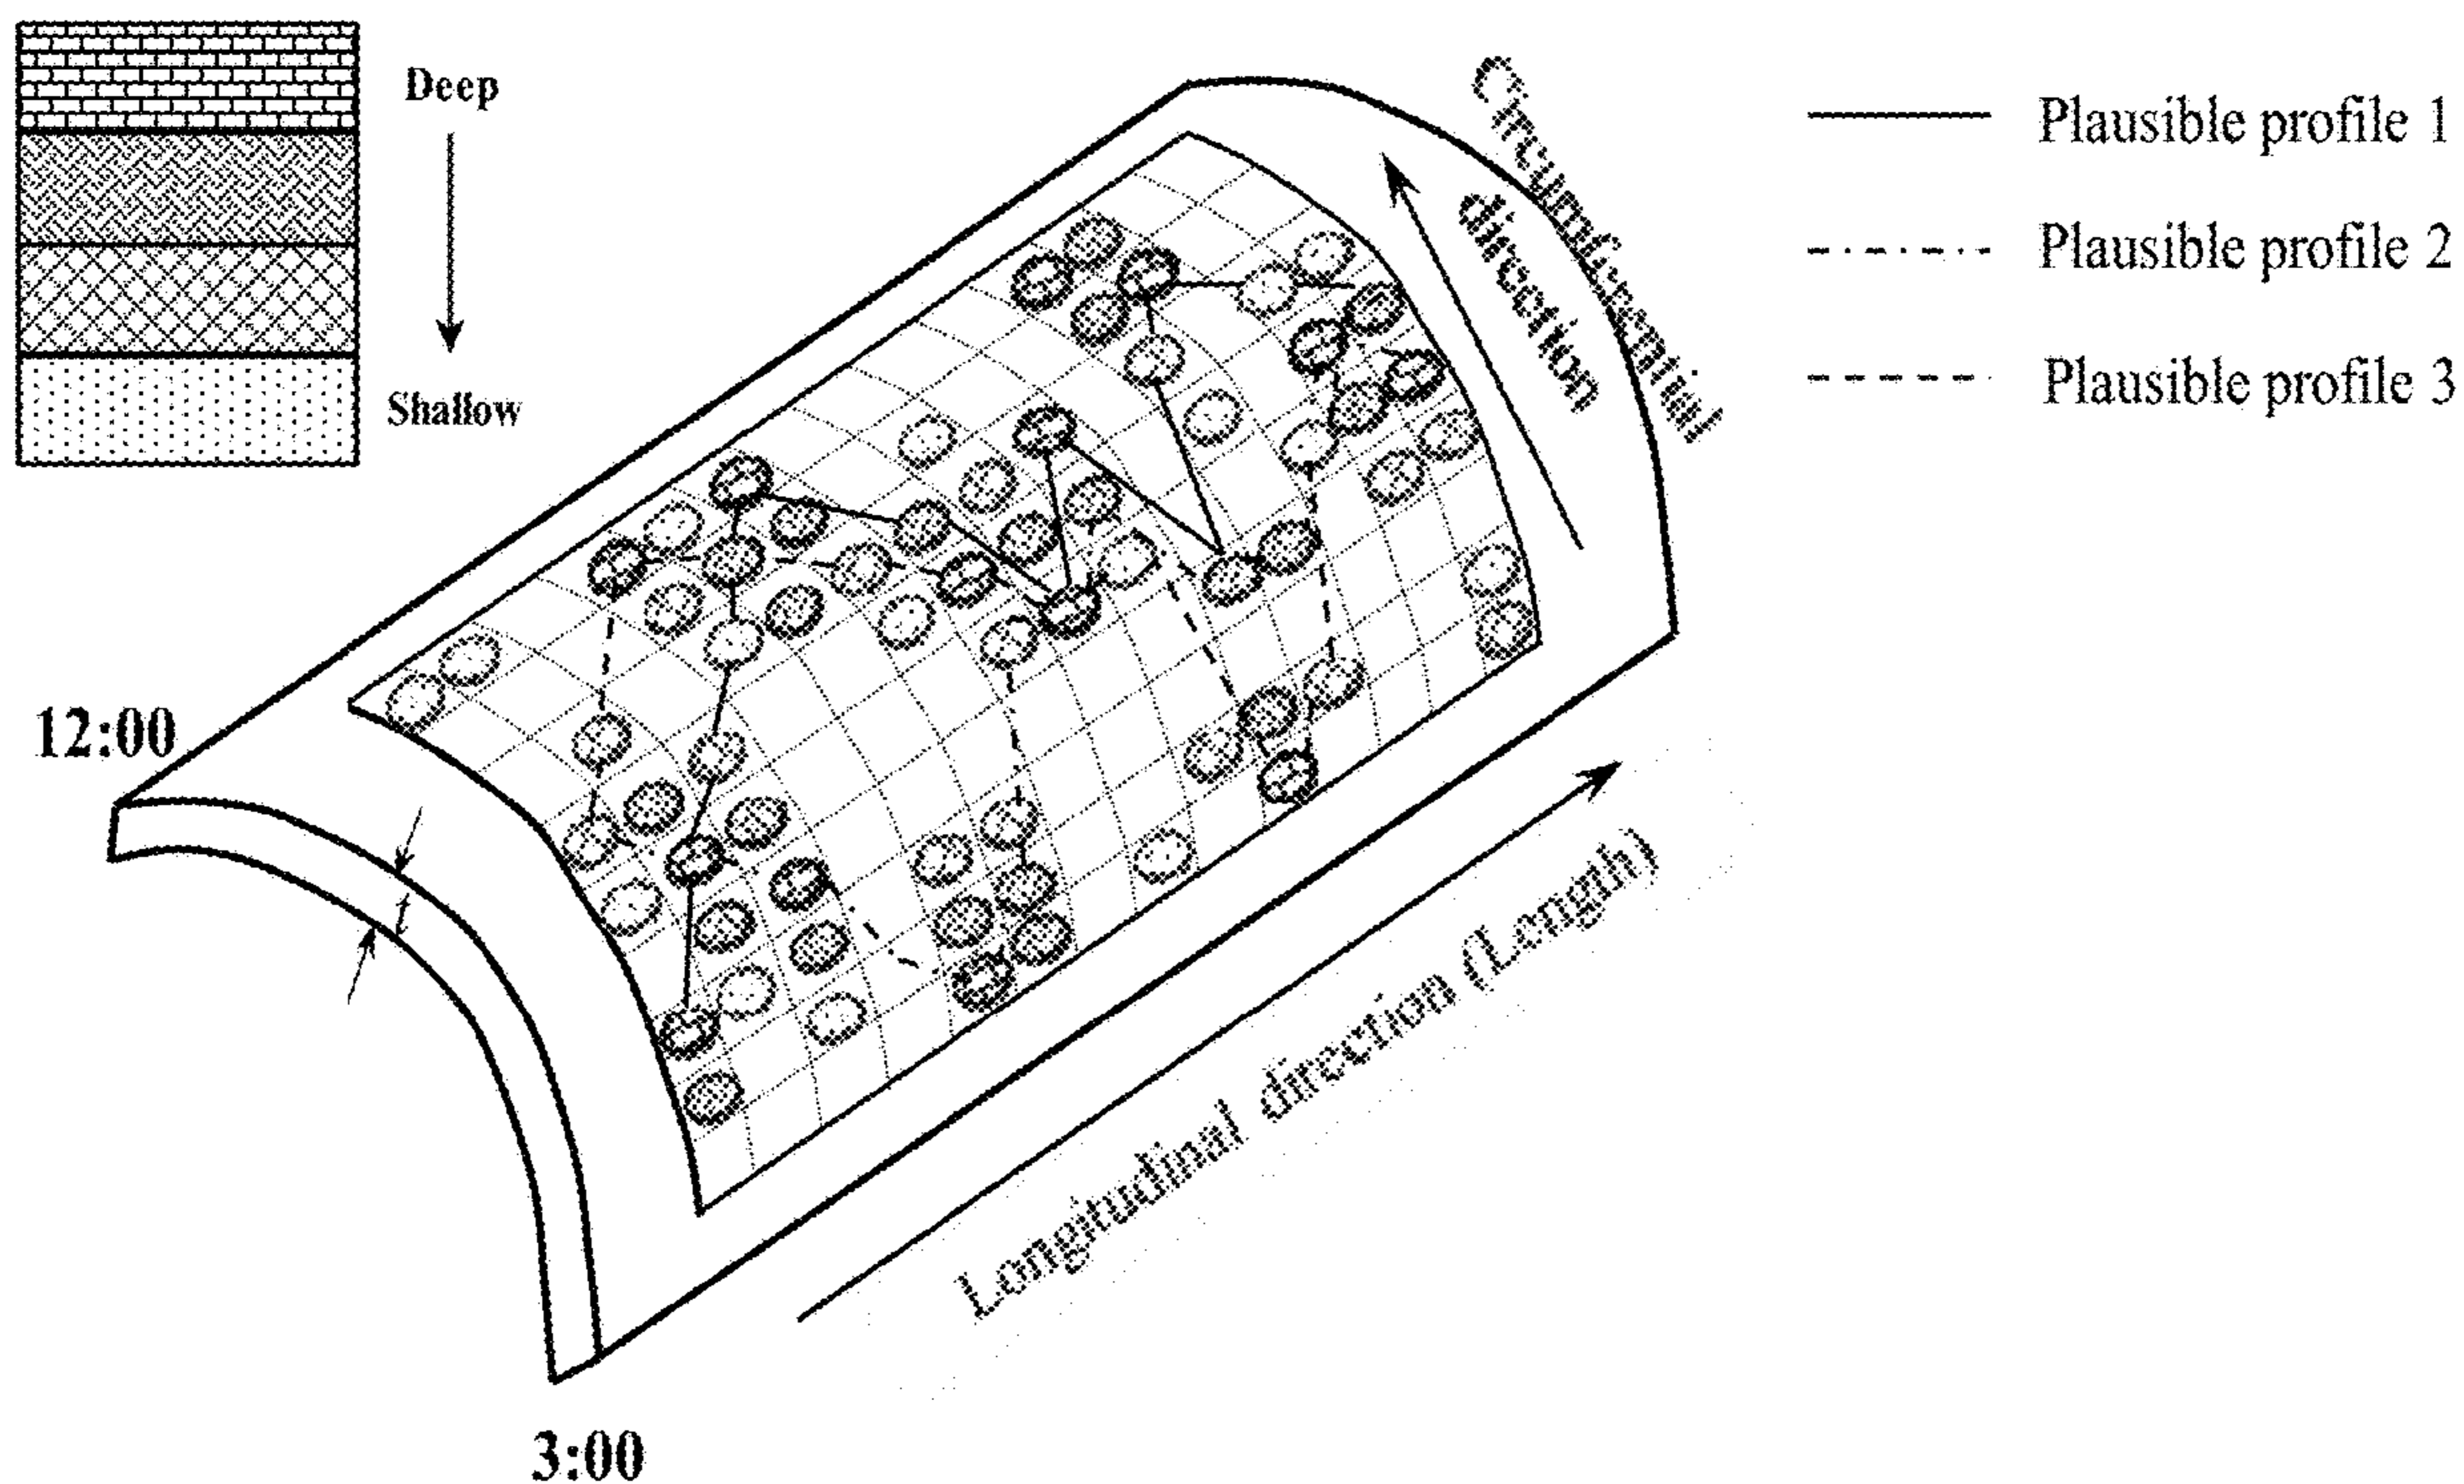 Deep
Shallow
Plausible profile 1
Plausible profile 2
Plausible profile 3
Circumferential
direction
12:00
t
Longitudinal direction (Length)
3:00